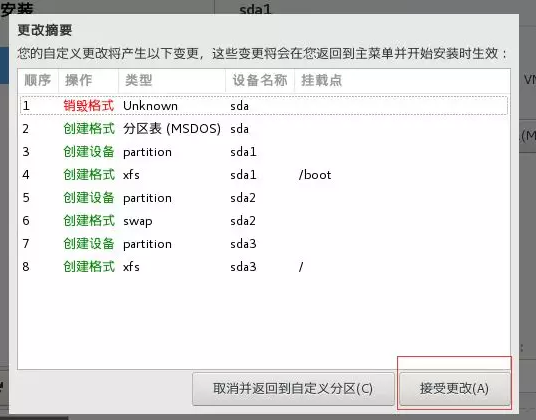 安装
sda1
更改摘要
您的自定义更改将产生以下变更，这些变更将会在您返回到主菜单并开始安装时生效：
顺序 操作 类型 设备名称 挂载点
1 销毁格式 Unknown sda
2 创建格式 分区表 (MSDOS) sda
3 创建设备 partition sda1
4 创建格式 xfs sda1 /boot
5 创建设备 partition sda2
6 创建格式 swap sda2
7 创建设备 partition sda3
8 创建格式 xfs sda3 /
取消并返回到自定义分区(C) 接受更改(A)